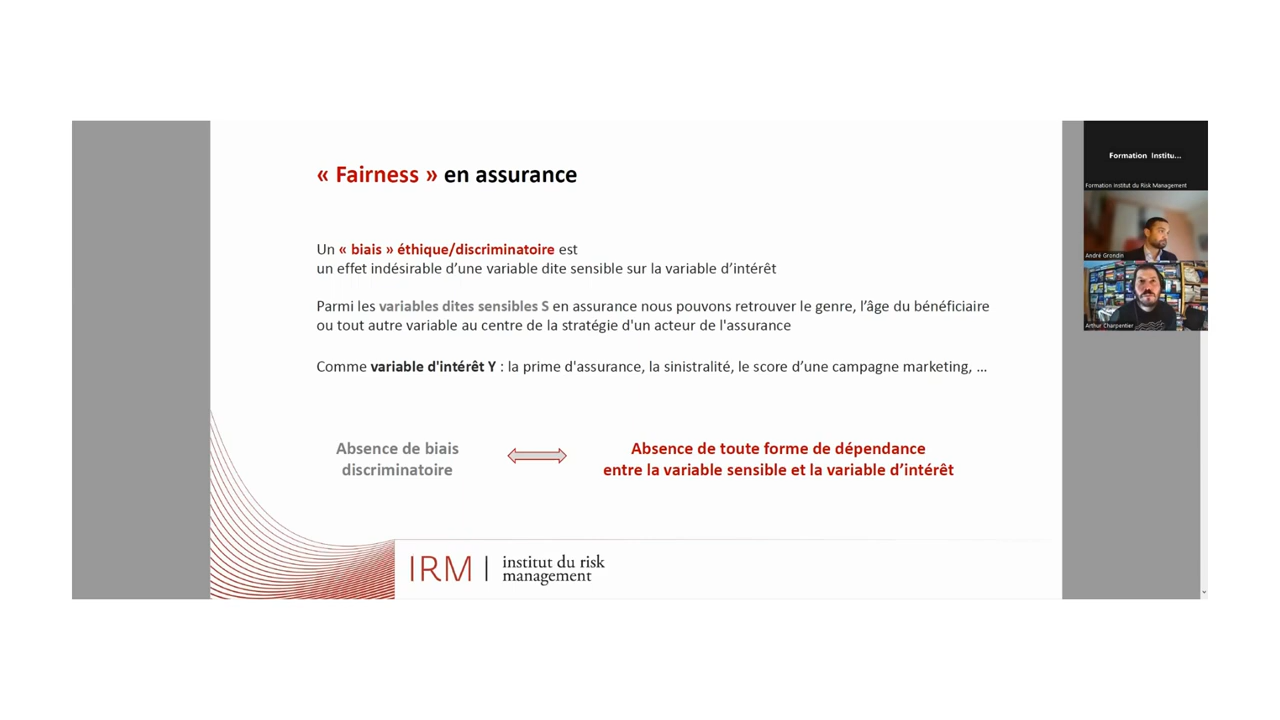 « Fairness » en assurance
Un « biais » éthique/discriminatoire est
un effet indésirable d’une variable dite sensible sur la variable d’intérêt
Parmi les variables dites sensibles S en assurance nous pouvons retrouver le genre, l’âge du bénéficiaire
ou tout autre variable au centre de la stratégie d'un acteur de l'assurance
Comme variable d'intérêt Y : la prime d'assurance, la sinistralité, le score d’une campagne marketing, ...
Absence de biais
discriminatoire
Absence de toute forme de dépendance
entre la variable sensible et la variable d’intérêt
IRM | institut du risk
management
Formation Institu...
Formation Institut du Risk Management
André Grondin
Arthur Charpentier